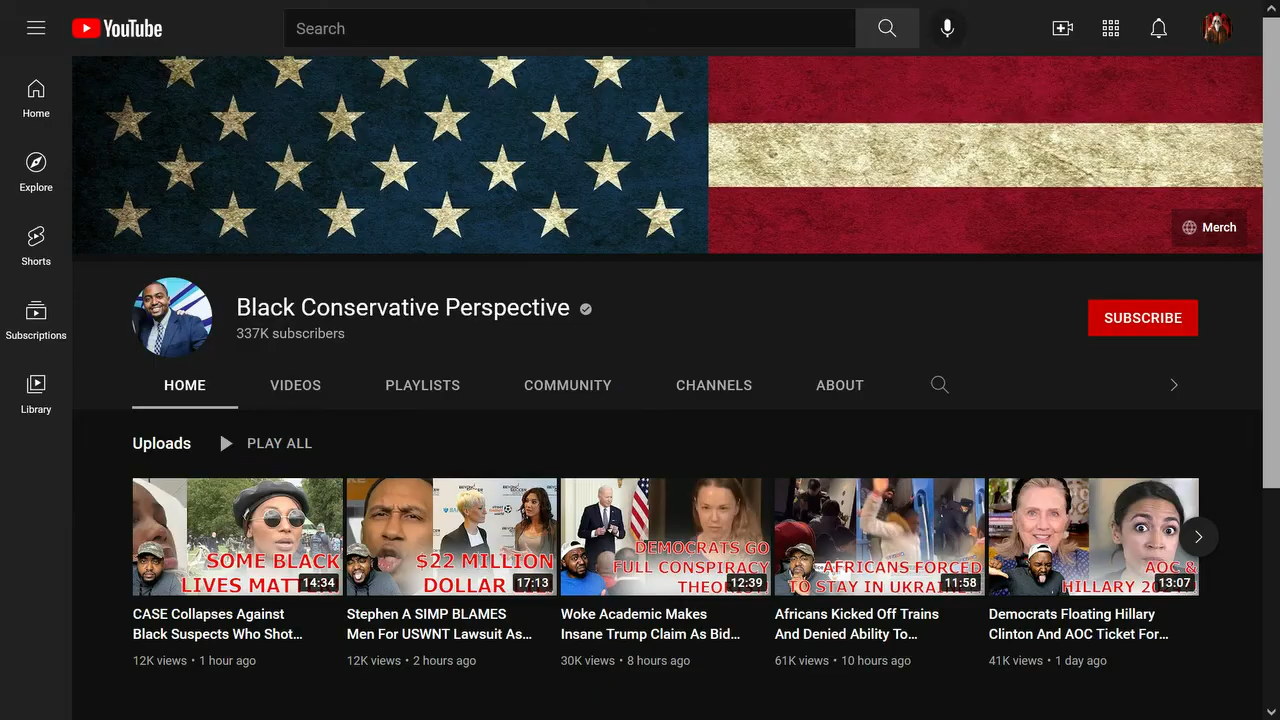 YouTube
Search
Home
Explore
Shorts
Subscriptions
Library
Merch
Black Conservative Perspective
337K subscribers
SUBSCRIBE
HOME VIDEOS PLAYLISTS COMMUNITY CHANNELS ABOUT
Uploads PLAY ALL
SOME BLACK
LIVES MATT
14:34
$22 MILLION
DOLLAR
17:13
DEMOCRATS GO
FULL CONSPIRACY
12:39
AFRICANS FORCED
TO STAY IN
11:58
AOC &
HILLARY
13:07
CASE Collapses Against
Black Suspects Who Shot...
12K views • 1 hour ago
Stephen A SIMP BLAMES
Men For USWNT Lawsuit As...
12K views • 2 hours ago
Woke Academic Makes
Insane Trump Claim As Bid...
30K views • 8 hours ago
Africans Kicked Off Trains
And Denied Ability To...
61K views • 10 hours ago
Democrats Floating Hillary
Clinton And AOC Ticket For...
41K views • 1 day ago